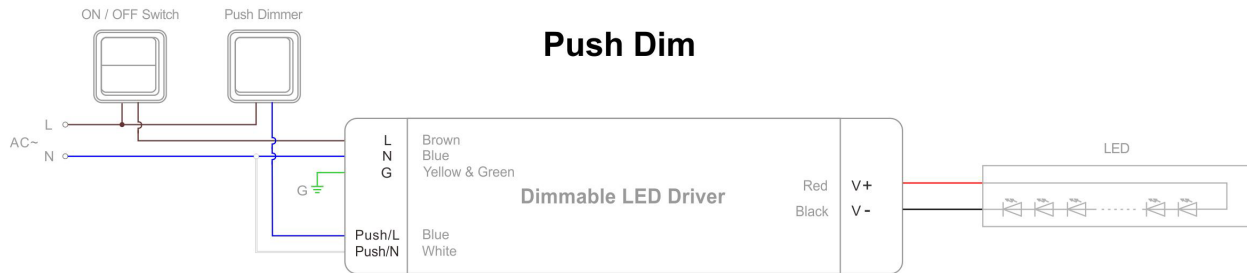 ON / OFF Switch
Push Dimmer
Push Dim
L
AC~
N
G
L Brown
N Blue
G Yellow & Green
Dimmable LED Driver
Push/L Blue
Push/N White
Red V+
Black V-
LED